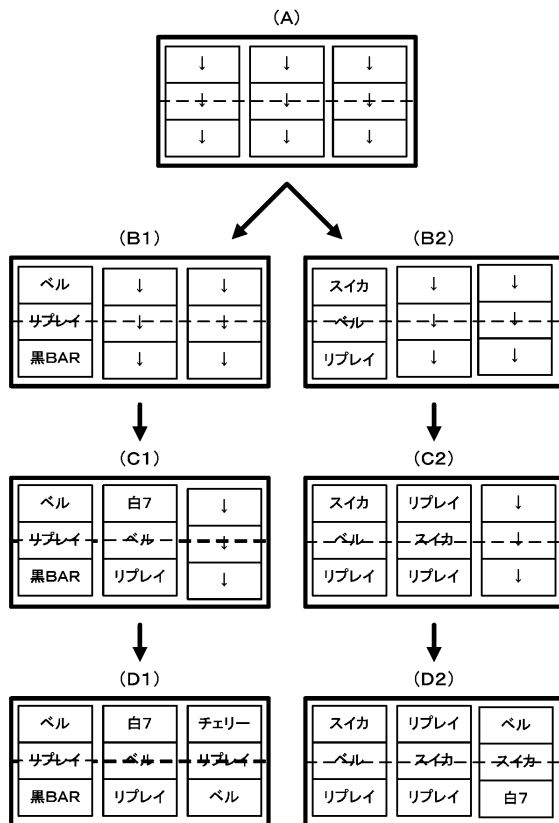 (A)
↓ ↓ ↓
↓ ↓ ↓
↓ ↓ ↓
(B1) (B2)
ベル ↓ ↓ スイカ ↓ ↓
リプレイ ↓ ↓ ベル ↓ ↓
黒BAR ↓ ↓ リプレイ ↓ ↓
(C1) (C2)
ベル 白7 ↓ スイカ リプレイ ↓
リプレイ ベル ↓ ベル スイカ ↓
黒BAR リプレイ ↓ リプレイ リプレイ ↓
(D1) (D2)
ベル 白7 チェリー スイカ リプレイ ベル
リプレイ ベル リプレイ ベル スイカ スイカ
黒BAR リプレイ ベル リプレイ リプレイ 白7